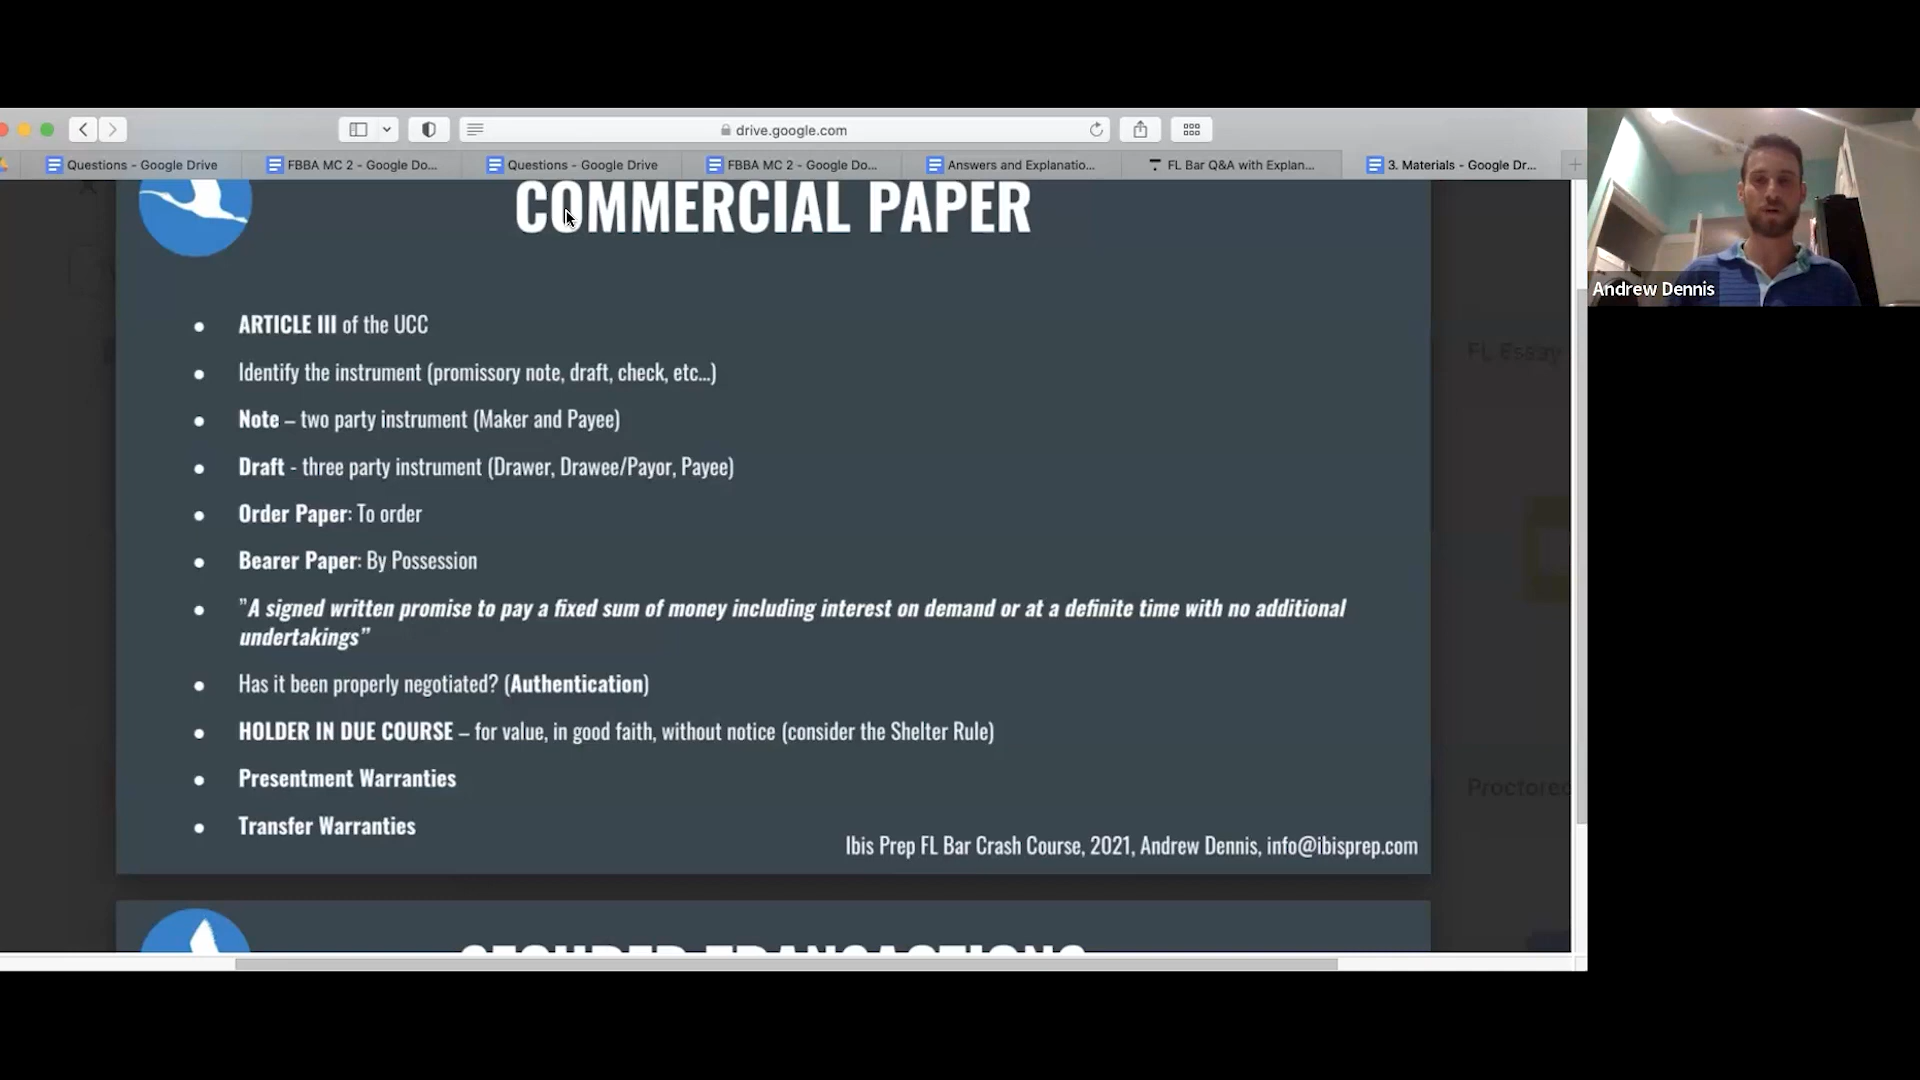 drive.google.com
Questions - Google Drive
FBBA MC 2 - Google Do...
Questions - Google Drive
FBBA MC 2 - Google Do...
Answers and Explanatio...
FL Bar Q&A with Explan...
3. Materials - Google Dr...
COMMERCIAL PAPER
Andrew Dennis
• ARTICLE III of the UCC
FL Essay
• Identify the instrument (promissory note, draft, check, etc...)
• Note – two party instrument (Maker and Payee)
• Draft - three party instrument (Drawer, Drawee/Payor, Payee)
• Order Paper: To order
• Bearer Paper: By Possession
• ”A signed written promise to pay a fixed sum of money including interest on demand or at a definite time with no additional
undertakings”
• Has it been properly negotiated? (Authentication)
• HOLDER IN DUE COURSE – for value, in good faith, without notice (consider the Shelter Rule)
• Presentment Warranties
Proctored
• Transfer Warranties
Ibis Prep FL Bar Crash Course, 2021, Andrew Dennis, info@ibisprep.com
SECURED TRANSACTIONS